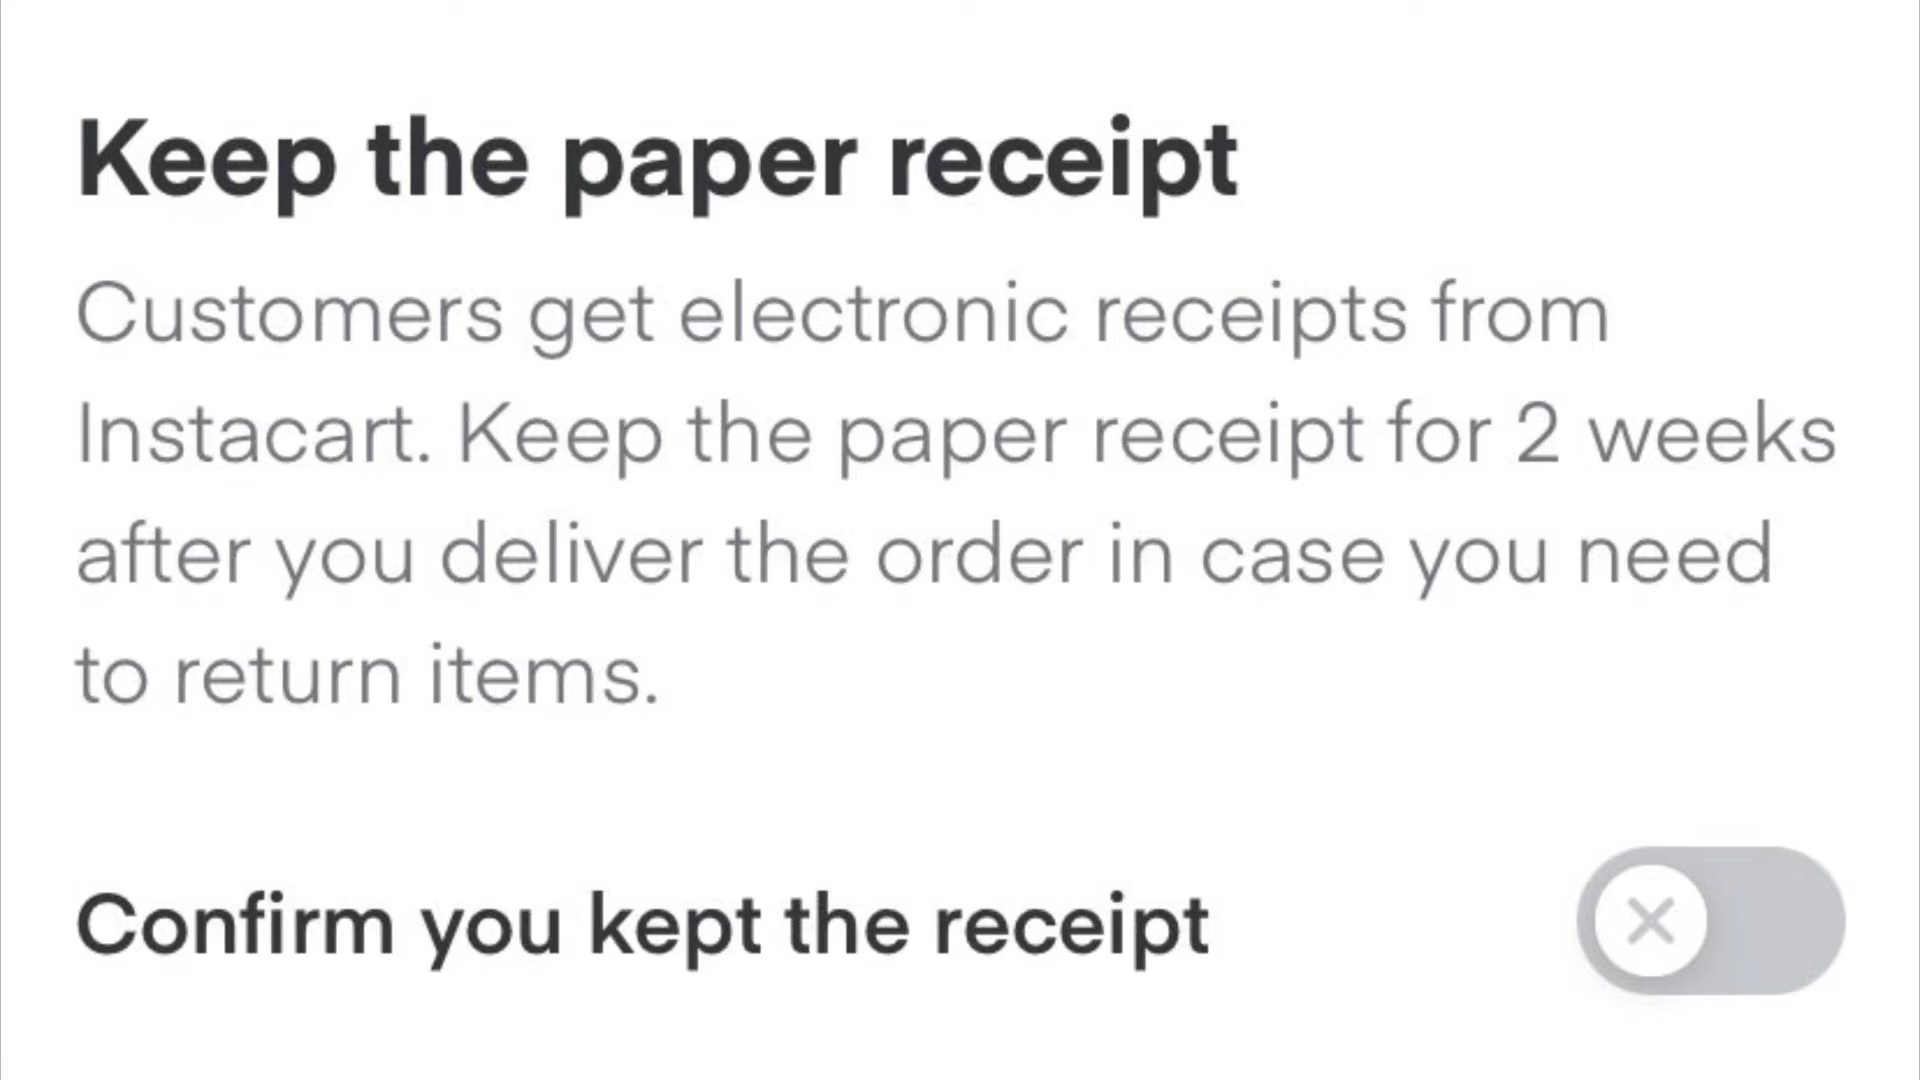 Keep the paper receipt
Customers get electronic receipts from
Instacart. Keep the paper receipt for 2 weeks
after you deliver the order in case you need
to return items.
Confirm you kept the receipt